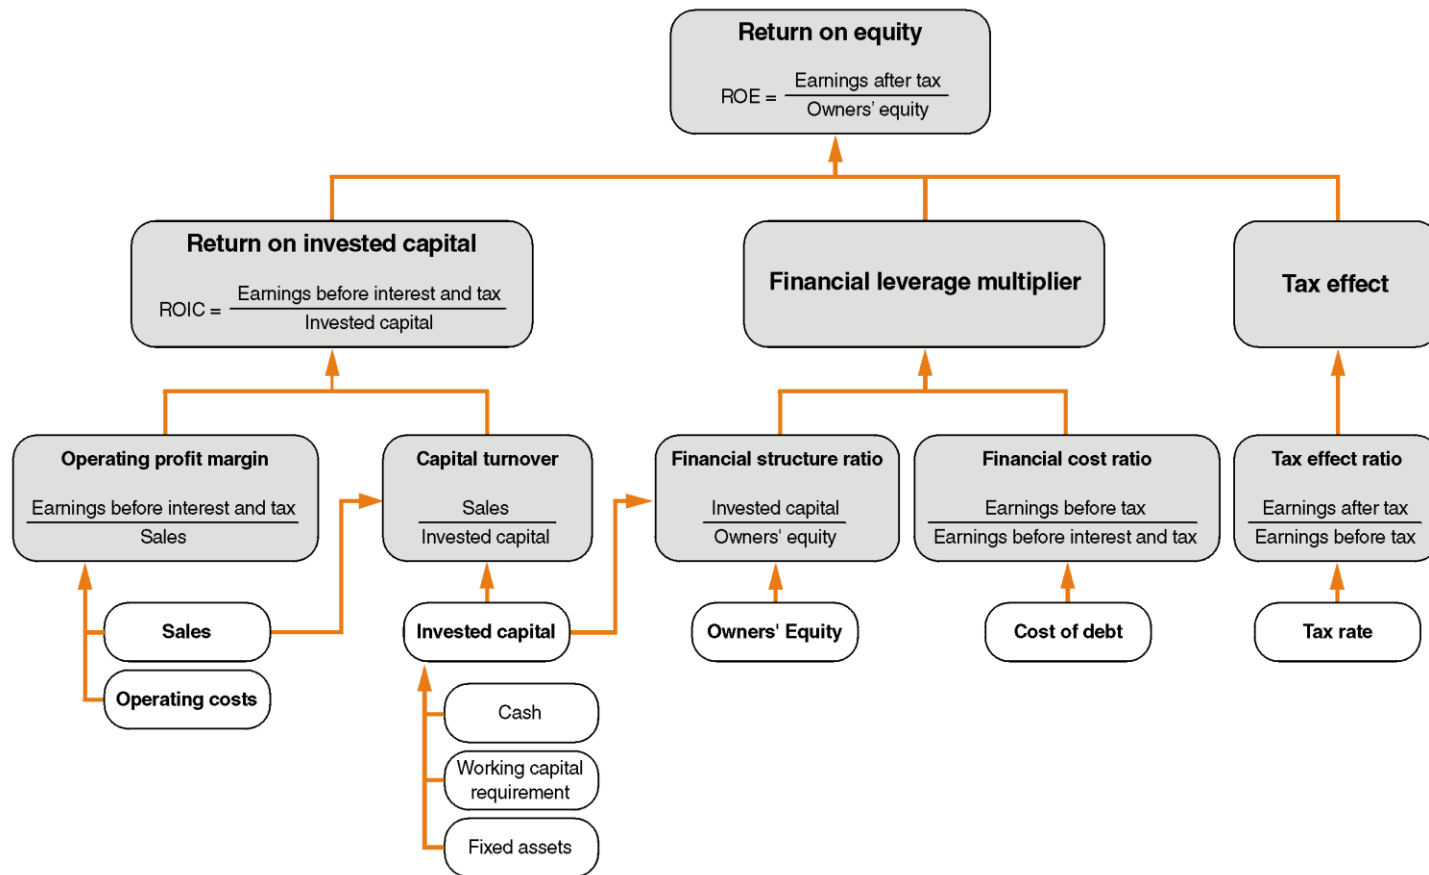 Return on equity
ROE = Earnings after tax
Owners' equity
Return on invested capital
ROIC = Earnings before interest and tax
Invested capital
Financial leverage multiplier
Tax effect
Operating profit margin
Earnings before interest and tax
Sales
Capital turnover
Sales
Invested capital
Financial structure ratio
Invested capital
Owners' equity
Financial cost ratio
Earnings before tax
Earnings before interest and tax
Tax effect ratio
Earnings after tax
Earnings before tax
Sales
Invested capital
Owners' Equity
Cost of debt
Tax rate
Operating costs
Cash
Working capital
requirement
Fixed assets